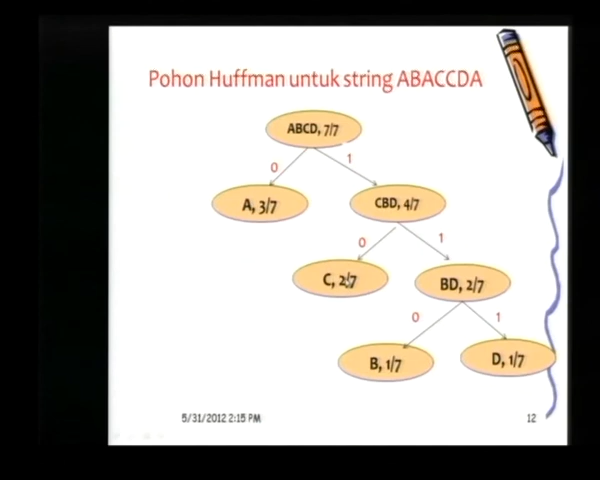 Pohon Huffman untuk string ABACCDA
ABCD, 7/7
0
1
A, 3/7
CBD, 4/7
0
1
C, 2/7
BD, 2/7
0
1
B, 1/7
D, 1/7
5/31/2012 2:15 PM
12